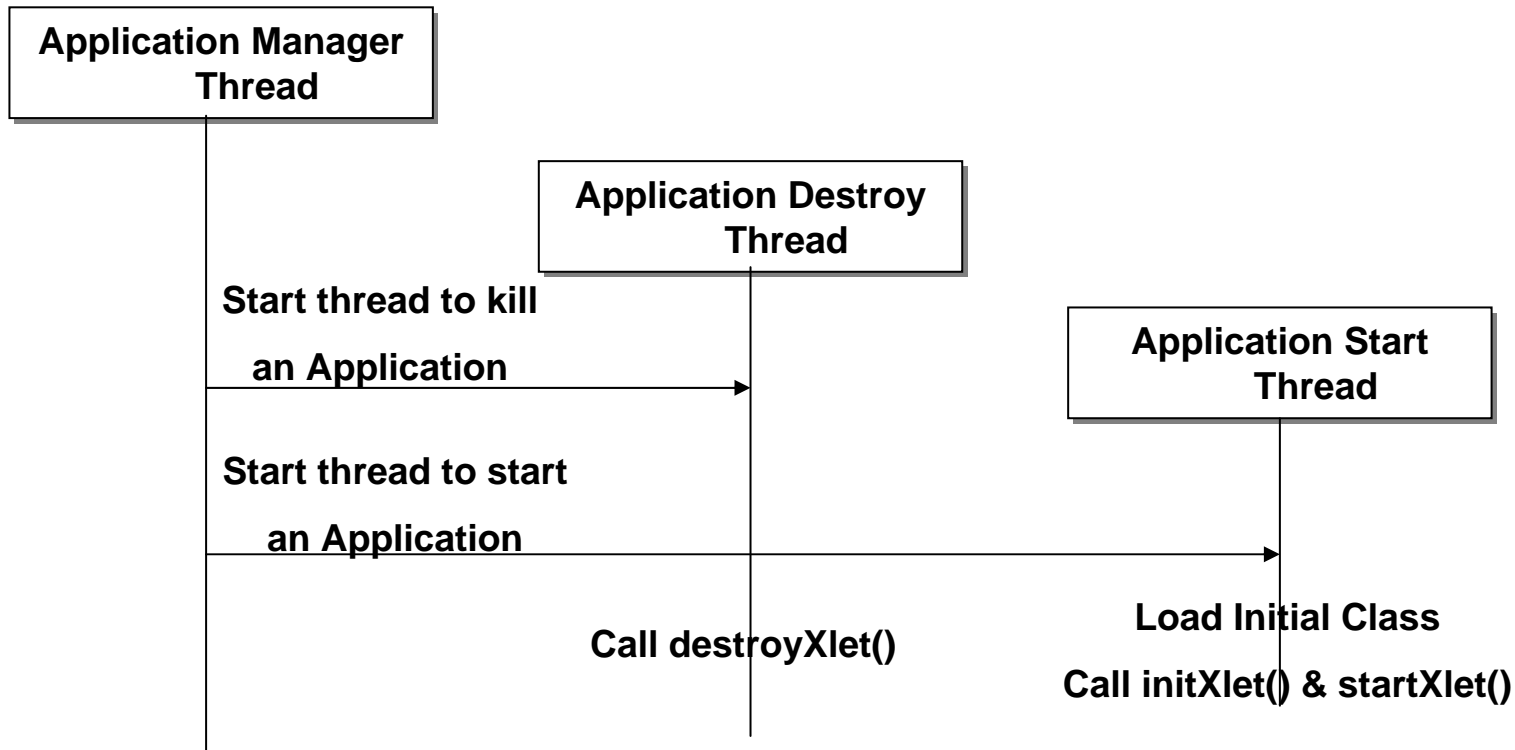 Application Manager
Thread
Application Destroy
Thread
Start thread to kill
an Application
Application Start
Thread
Start thread to start
an Application
Call destroyXlet()
Load Initial Class
Call initXlet() & startXlet()